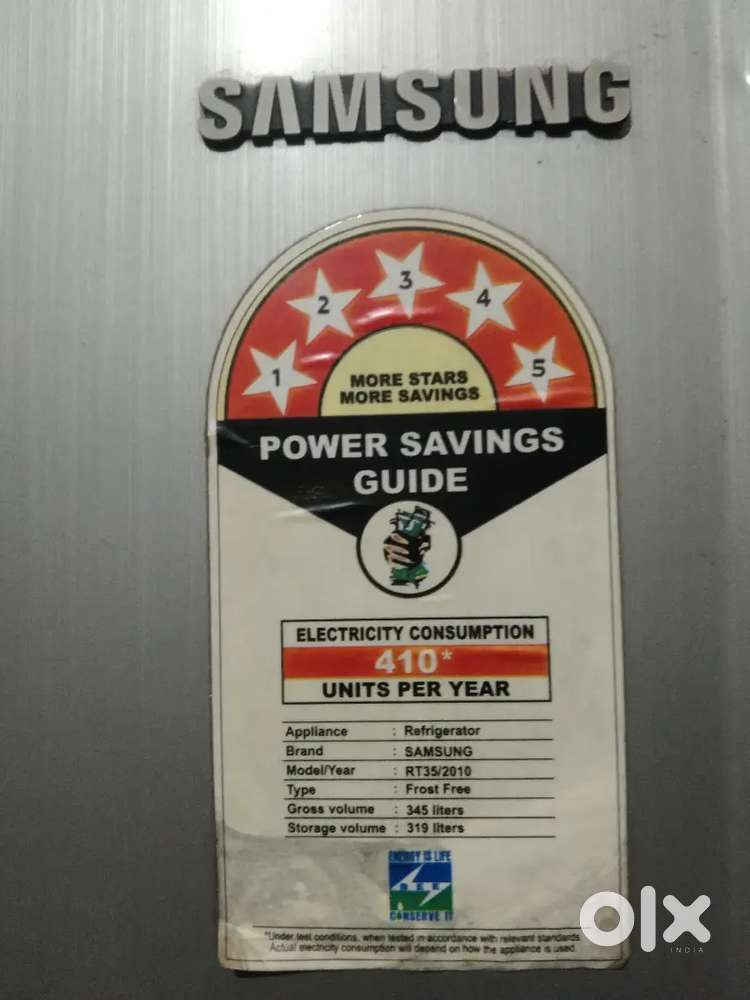 SAMSUNG
1 2 3 4 5
MORE STARS
MORE SAVINGS
POWER SAVINGS
GUIDE
ELECTRICITY CONSUMPTION
410*
UNITS PER YEAR
Appliance : Refrigerator
Brand : SAMSUNG
Model/Year : RT35/2010
Type : Frost Free
Gross volume : 345 liters
Storage volume : 319 liters
ENERGY IS LIFE
BEE
CONSERVE IT
*Under test conditions, when tested in accordance with relevant standards.
Actual electricity consumption will depend on how the appliance is used.
olx
INDIA